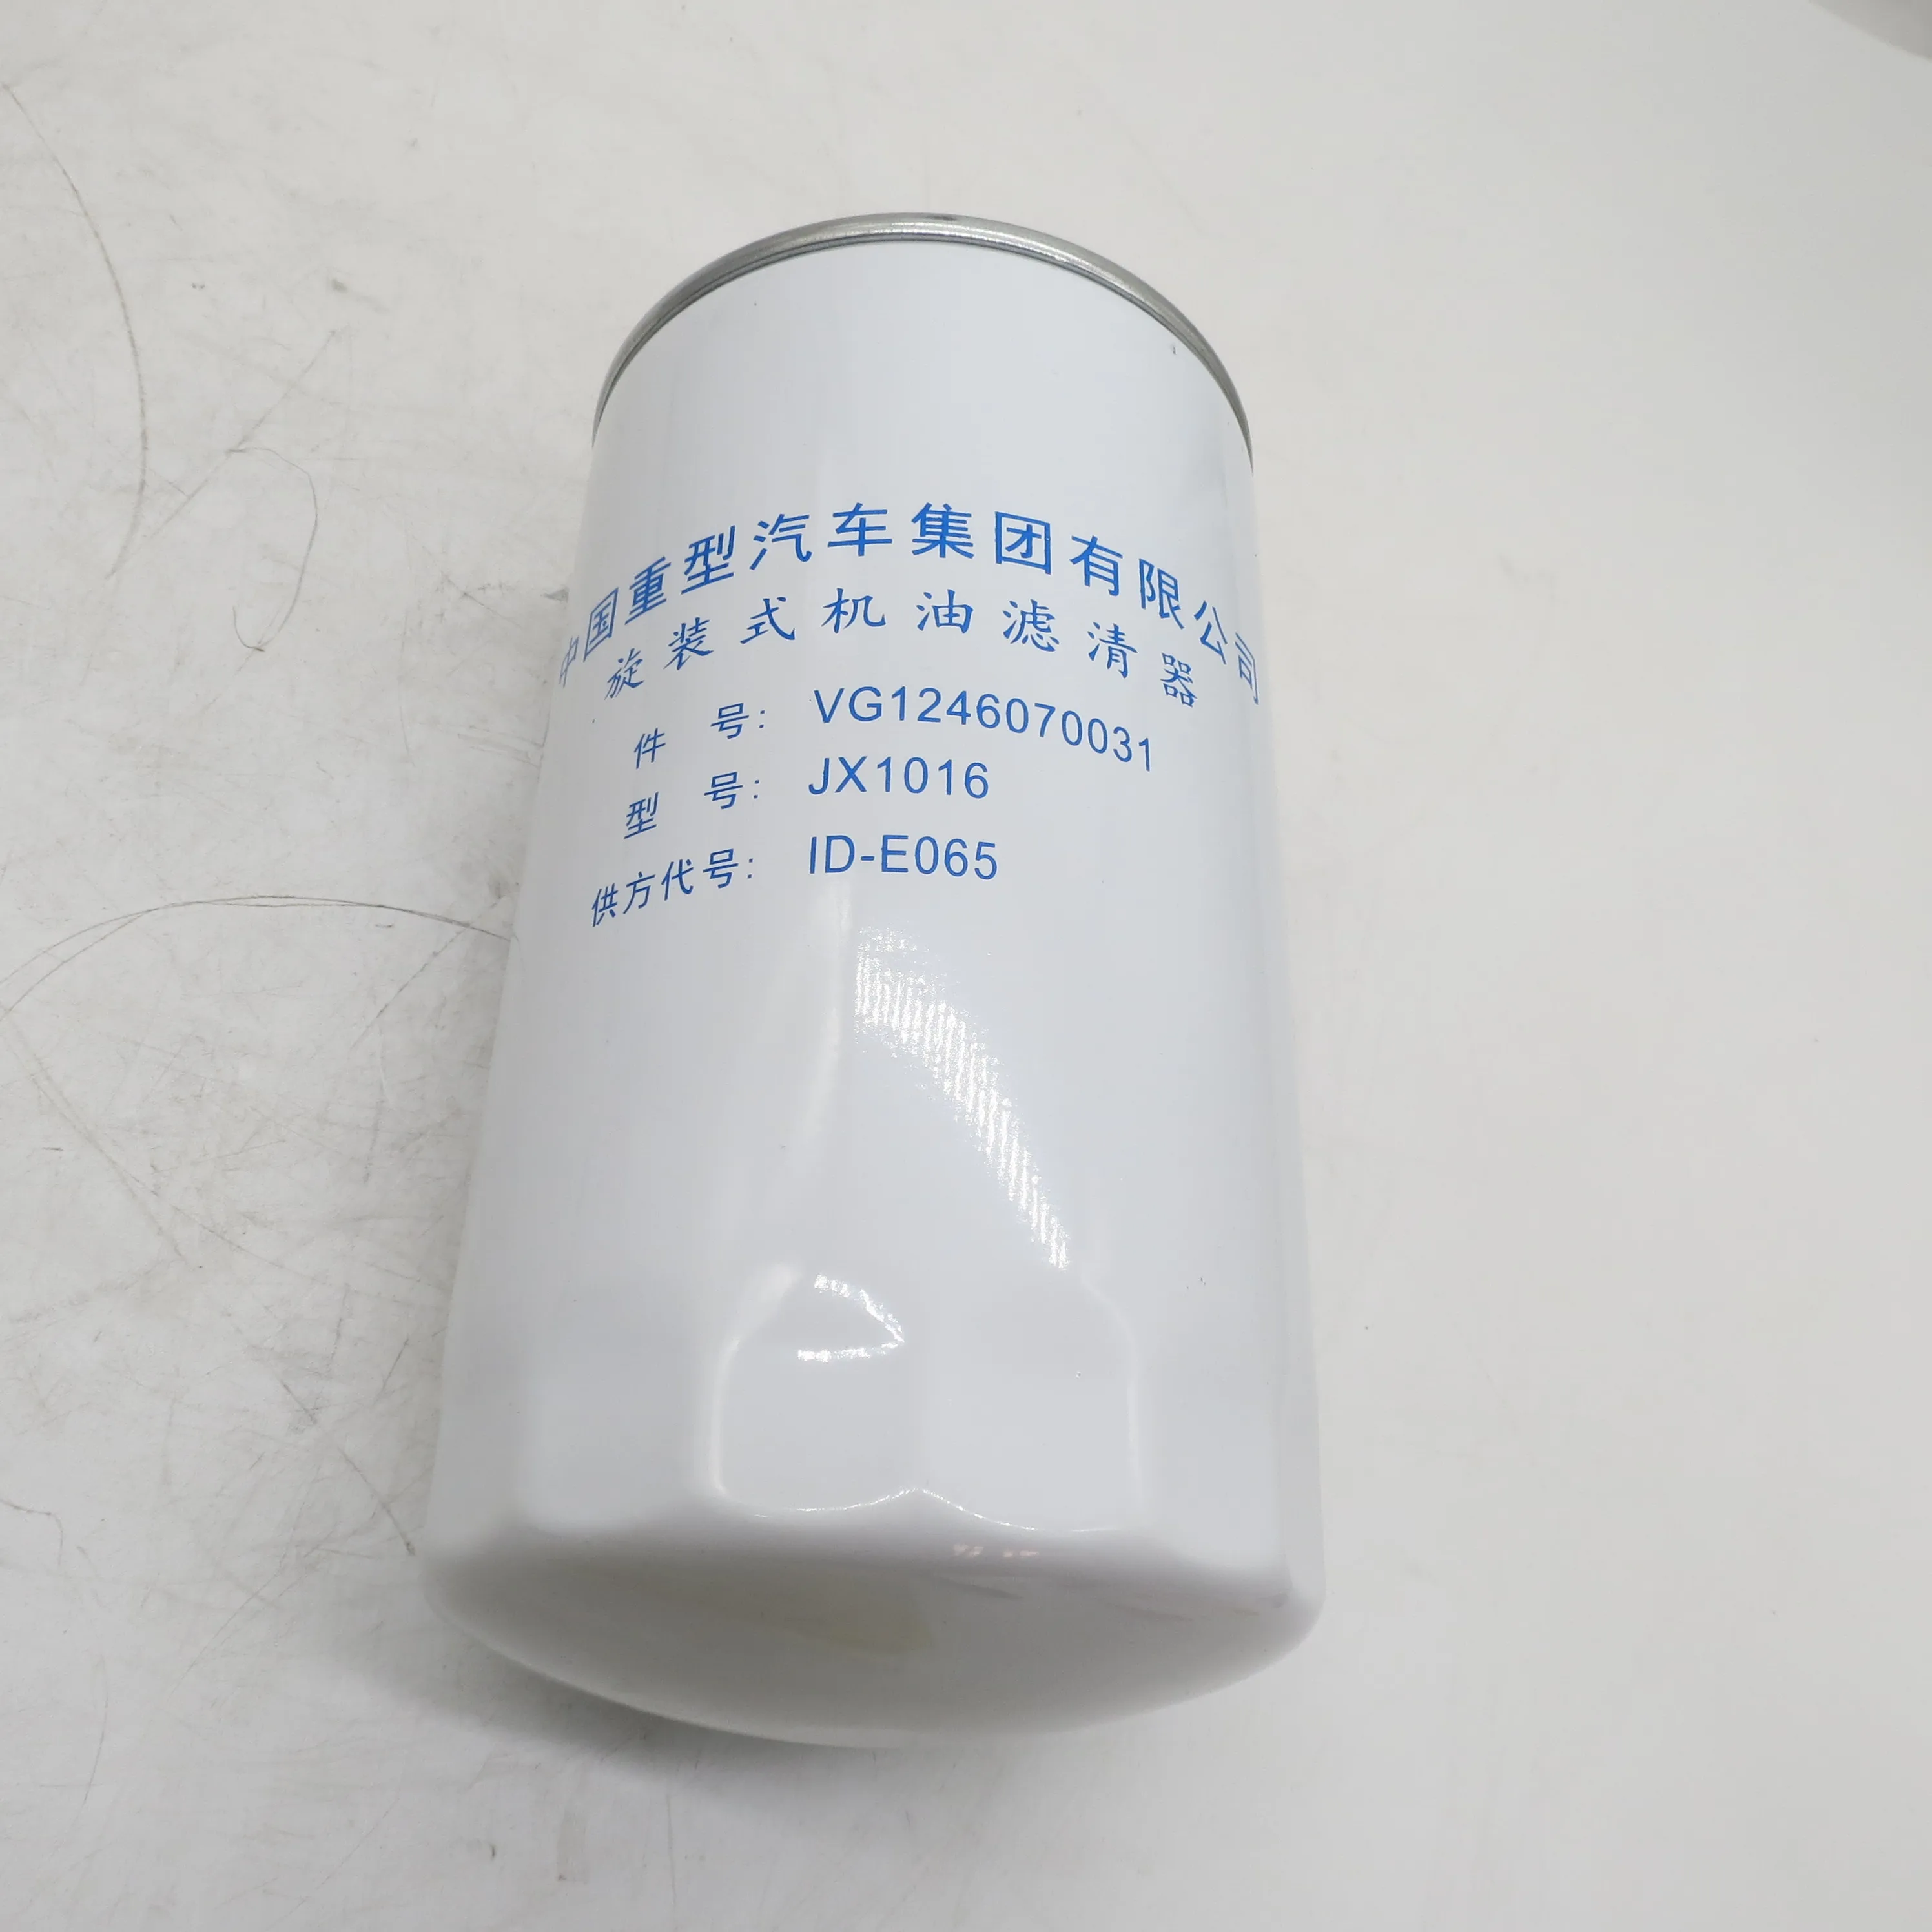 中国重型汽车集团有限公司
旋装式机油滤清器
件 号: VG1246070031
型 号: JX1016
供方代号: ID-E065